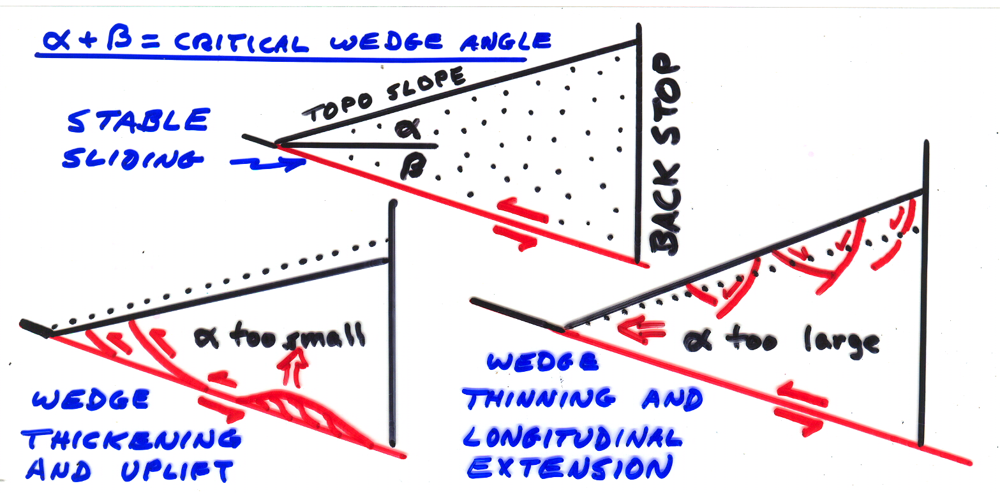 α + β = CRITICAL WEDGE ANGLE
TOPO SLOPE
STABLE
SLIDING
α
β
BACK STOP
α too small
WEDGE
THICKENING
AND UPLIFT
α too large
WEDGE
THINNING AND
LONGITUDINAL
EXTENSION